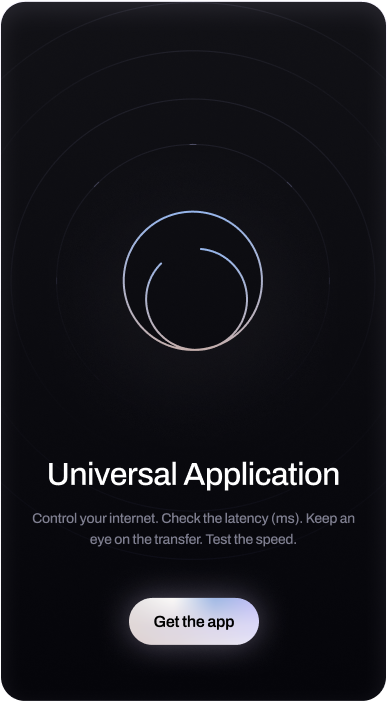 Universal Application
Control your internet. Check the latency (ms). Keep an
eye on the transfer. Test the speed.
Get the app